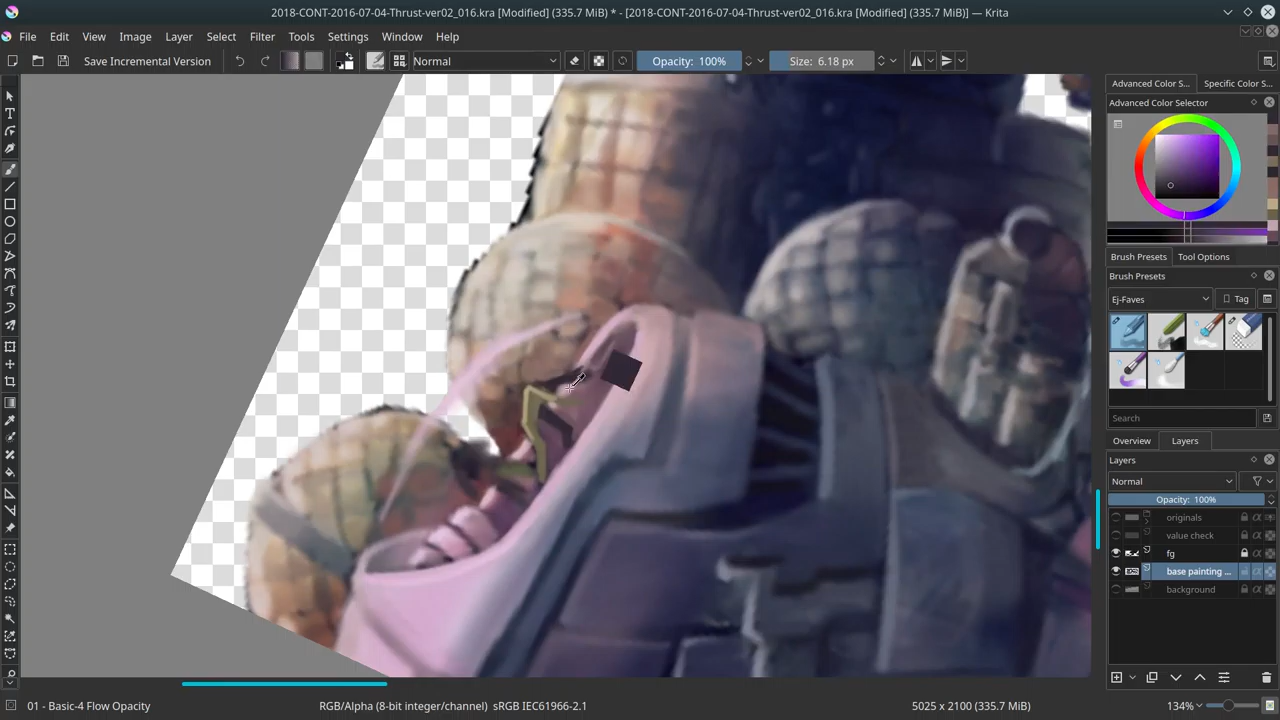 2018-CONT-2016-07-04-Thrust-ver02_016.kra [Modified] (335.7 MiB) * - [2018-CONT-2016-07-04-Thrust-ver02_016.kra [Modified] (335.7 MiB)] — Krita
File Edit View Image Layer Select Filter Tools Settings Window Help
Save Incremental Version Normal Opacity: 100% Size: 6.18 px
Advanced Color S... Specific Color S...
Advanced Color Selector
Brush Presets Tool Options
Brush Presets
Ej-Faves Tag
Search
Overview Layers
Layers
Normal
Opacity: 100%
originals
value check
fg
base painting ...
background
01 - Basic-4 Flow Opacity RGB/Alpha (8-bit integer/channel) sRGB IEC61966-2.1 5025 x 2100 (335.7 MiB) 134%